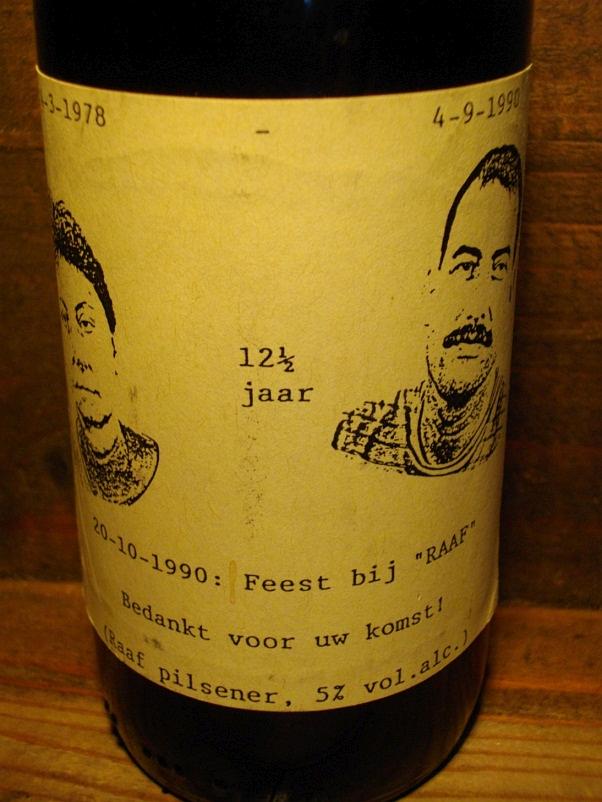 -3-1978 - 4-9-1990
12½
jaar
20-10-1990: Feest bij "RAAF"
Bedankt voor uw komst!
(Raaf pilsener, 5% vol.alc.)